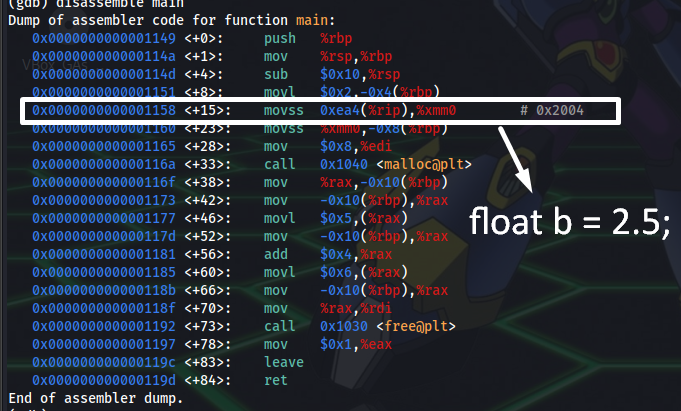 (gdb) disassemble main
Dump of assembler code for function main:
0x0000000000001149 <+0>: push %rbp
0x000000000000114a <+1>: mov %rsp,%rbp
0x000000000000114d <+4>: sub $0x10,%rsp
0x0000000000001151 <+8>: movl $0x2,-0x4(%rbp)
0x0000000000001158 <+15>: movss 0xea4(%rip),%xmm0 # 0x2004
0x0000000000001160 <+23>: movss %xmm0,-0x8(%rbp)
0x0000000000001165 <+28>: mov $0x8,%edi
0x000000000000116a <+33>: call 0x1040 <malloc@plt>
0x000000000000116f <+38>: mov %rax,-0x10(%rbp)
0x0000000000001173 <+42>: mov -0x10(%rbp),%rax
0x0000000000001177 <+46>: movl $0x5,(%rax)
0x000000000000117d <+52>: mov -0x10(%rbp),%rax
0x0000000000001181 <+56>: add $0x4,%rax
0x0000000000001185 <+60>: movl $0x6,(%rax)
0x000000000000118b <+66>: mov -0x10(%rbp),%rax
0x000000000000118f <+70>: mov %rax,%rdi
0x0000000000001192 <+73>: call 0x1030 <free@plt>
0x0000000000001197 <+78>: mov $0x1,%eax
0x000000000000119c <+83>: leave
0x000000000000119d <+84>: ret
End of assembler dump.
float b = 2.5;